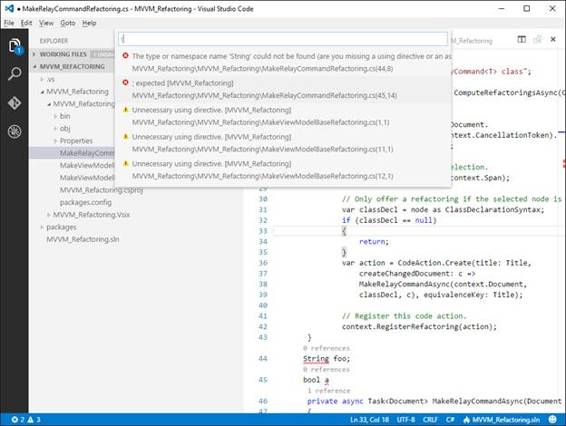 MakeRelayCommandRefactoring.cs - MVVM_Refactoring - Visual Studio Code
File Edit View Goto Help
EXPLORER
WORKING FILES
MVVM_REFACTORING
.vs
MVVM_Refactoring
MVVM_Refactoring
bin
obj
Properties
MakeRelayComm
MakeViewModelB
MakeViewModelB
MVVM_Refactoring.csproj
packages.config
MVVM_Refactoring.Vsix
packages
MVVM_Refactoring.sln
The type or namespace name 'String' could not be found (are you missing a using directive or an as
MVVM_Refactoring\MVVM_Refactoring\MakeRelayCommandRefactoring.cs(44,8)
; expected [MVVM_Refactoring]
MVVM_Refactoring\MVVM_Refactoring\MakeRelayCommandRefactoring.cs(45,14)
Unnecessary using directive. [MVVM_Refactoring]
MVVM_Refactoring\MVVM_Refactoring\MakeViewModelBaseRefactoring.cs(1,1)
Unnecessary using directive. [MVVM_Refactoring]
MVVM_Refactoring\MVVM_Refactoring\MakeViewModelBaseRefactoring.cs(11,1)
Unnecessary using directive. [MVVM_Refactoring]
MVVM_Refactoring\MVVM_Refactoring\MakeViewModelBaseRefactoring.cs(12,1)
yCommand<T> class";
ComputeRefactoringsAsync(C
Document.
ontext.CancellationToken).
election.
ontext.Span);
29
30 // Only offer a refactoring if the selected node is
31 var classDecl = node as ClassDeclarationSyntax;
32 if (classDecl == null)
33 {
34 return;
35 }
36 var action = CodeAction.Create(title: Title,
37 createChangedDocument: c =>
38 MakeRelayCommandAsync(context.Document,
39 classDecl, c), equivalenceKey: Title);
40
41 // Register this code action.
42 context.RegisterRefactoring(action);
43 }
0 references
44 String foo;
0 references
45 bool a
1 reference
46 private async Task<Document> MakeRelayCommandAsync(Document
47 {
2 3 Ln 33, Col 18 UTF-8 CRLF C# MVVM_Refactoring.sln